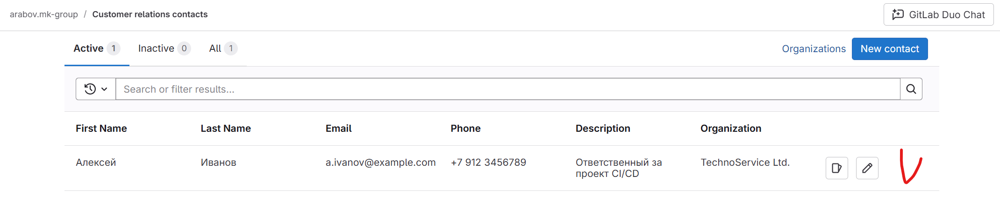 arabov.mk-group / Customer relations contacts
GitLab Duo Chat
Active 1 Inactive 0 All 1
Organizations
New contact
Search or filter results...
First Name Last Name Email Phone Description Organization
Алексей Иванов a.ivanov@example.com +7 912 3456789 Ответственный за TechnoService Ltd.
проект CI/CD